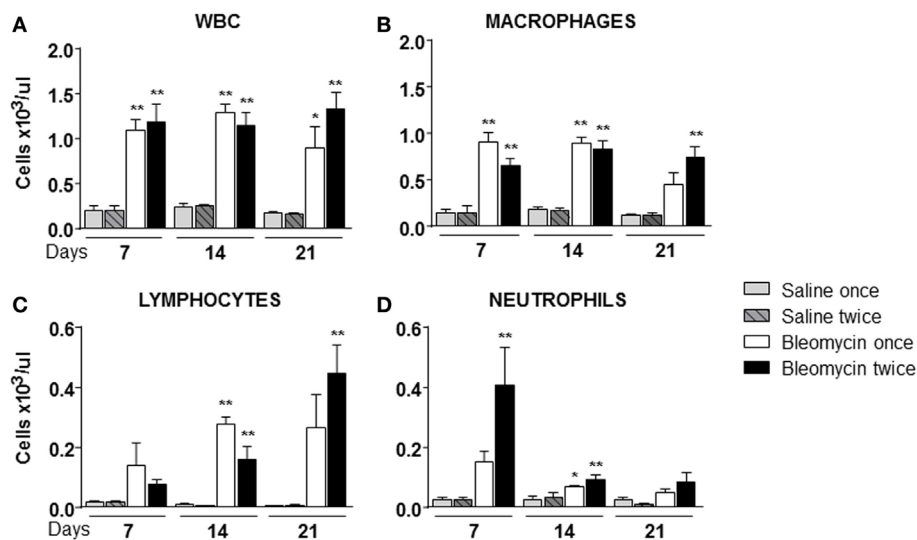 A WBC
Cells x10³/ul
2.0
1.5
1.0
0.5
0.0
** ** ** ** * **
Days 7 14 21
B MACROPHAGES
2.0
1.5
1.0
0.5
0.0
** ** ** ** **
7 14 21
C LYMPHOCYTES
Cells x10³/ul
0.6
0.4
0.2
0.0
** ** **
Days 7 14 21
D NEUTROPHILS
0.6
0.4
0.2
0.0
** * **
7 14 21
Saline once
Saline twice
Bleomycin once
Bleomycin twice